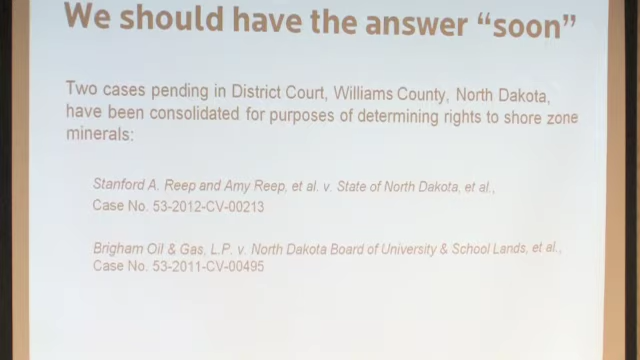 We should have the answer “soon”
Two cases pending in District Court, Williams County, North Dakota,
have been consolidated for purposes of determining rights to shore zone
minerals:
Stanford A. Reep and Amy Reep, et al. v. State of North Dakota, et al.,
Case No. 53-2012-CV-00213
Brigham Oil & Gas, L.P. v. North Dakota Board of University & School Lands, et al.,
Case No. 53-2011-CV-00495